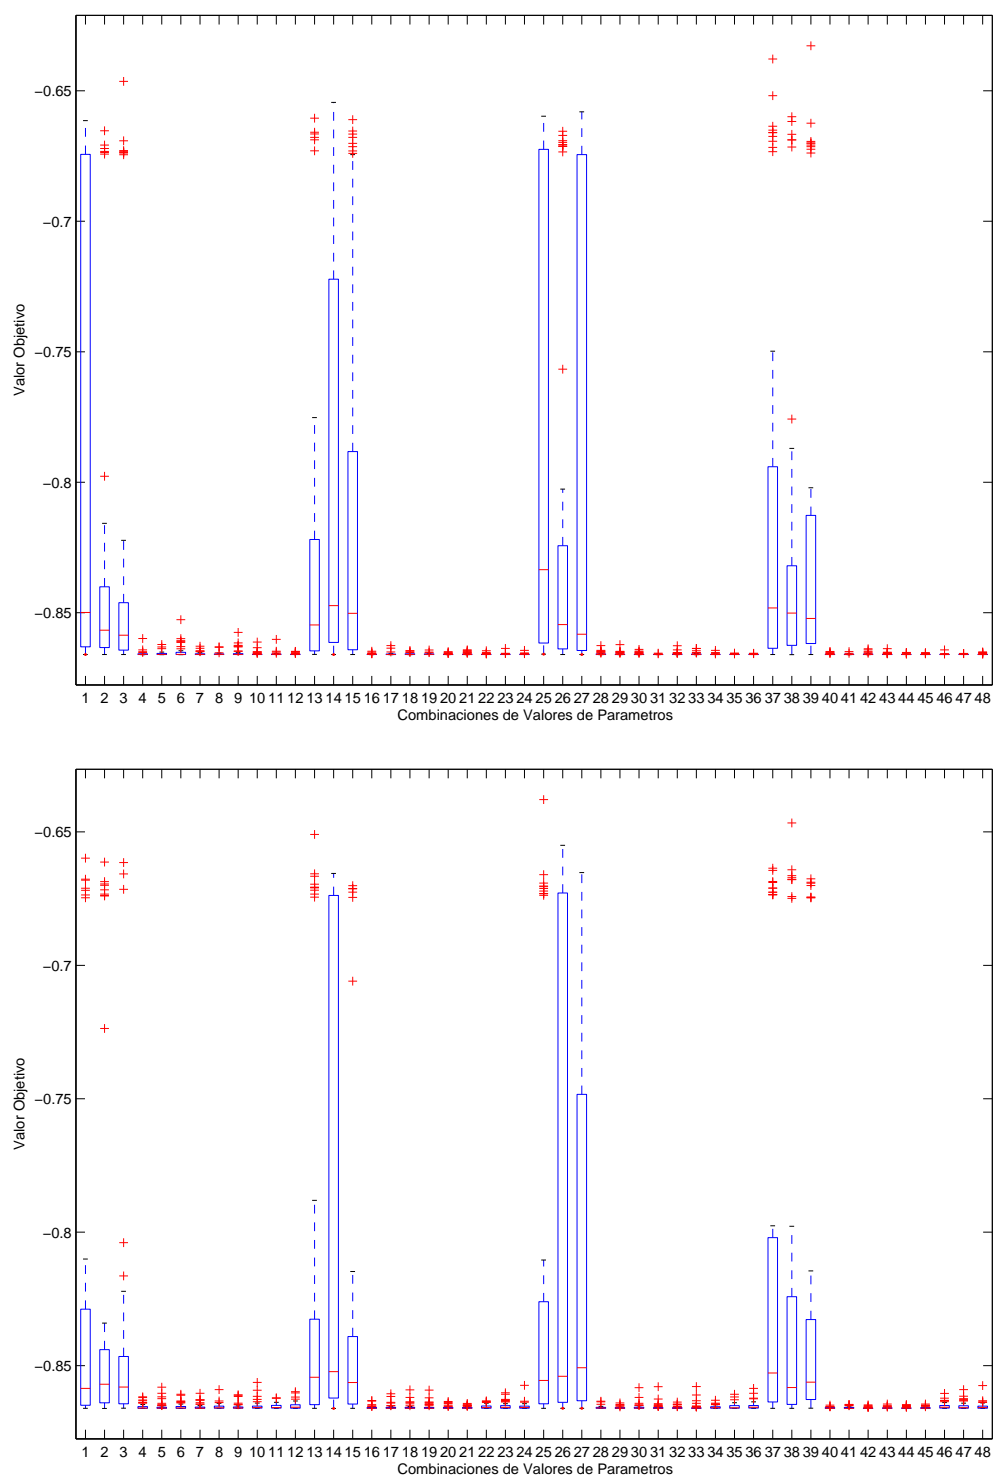 −0.65
−0.7
−0.75
−0.8
−0.85
Valor Objetivo
1 2 3 4 5 6 7 8 9 10 11 12 13 14 15 16 17 18 19 20 21 22 23 24 25 26 27 28 29 30 31 32 33 34 35 36 37 38 39 40 41 42 43 44 45 46 47 48
Combinaciones de Valores de Parametros
−0.65
−0.7
−0.75
−0.8
−0.85
Valor Objetivo
1 2 3 4 5 6 7 8 9 10 11 12 13 14 15 16 17 18 19 20 21 22 23 24 25 26 27 28 29 30 31 32 33 34 35 36 37 38 39 40 41 42 43 44 45 46 47 48
Combinaciones de Valores de Parametros